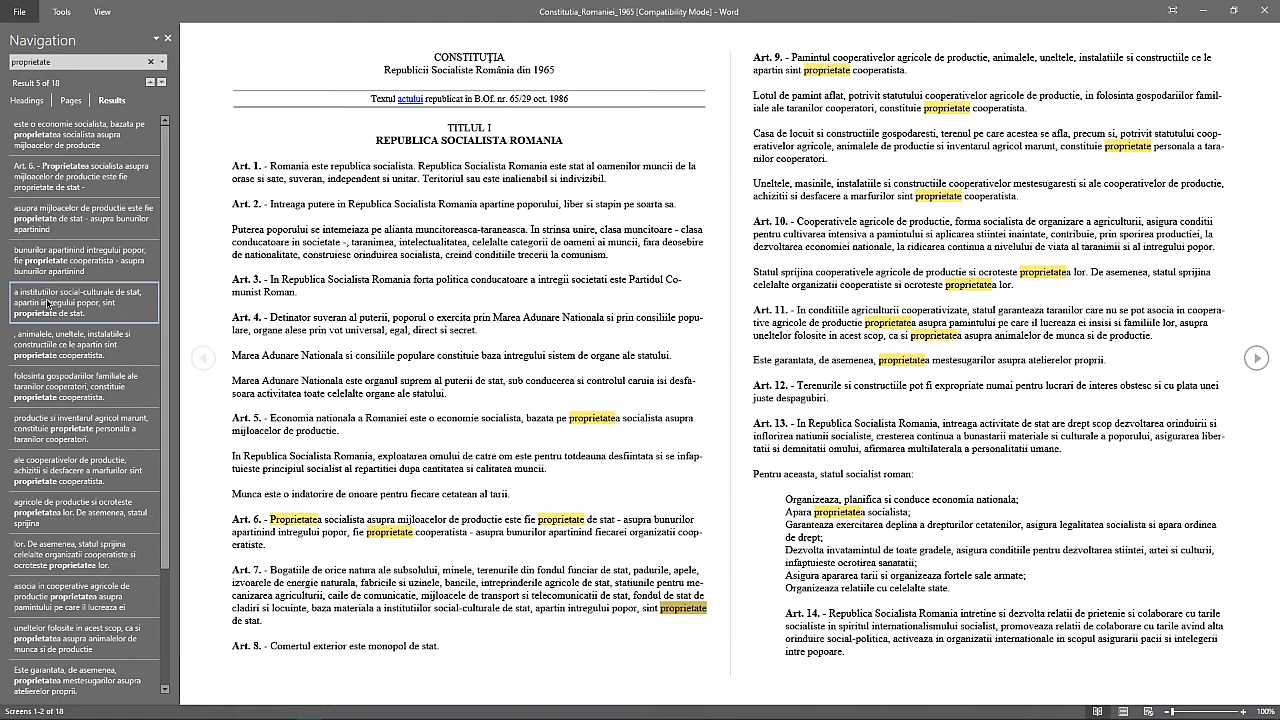 File
Tools
View
Constitutia_Romaniei_1965 [Compatibility Mode] - Word
Navigation
proprietate
Result 5 of 18
Headings
Pages
Results
este o economie socialista, bazata pe
proprietatea socialista asupra
mijloacelor de productie
Art. 6. - Proprietatea socialista asupra
mijloacelor de productie este fie
proprietate de stat -
asupra mijloacelor de productie este fie
proprietate de stat - asupra bunurilor
apartinind
bunurilor apartinind intregului popor,
fie proprietate cooperatista - asupra
bunurilor apartinind
a institutiilor social-culturale de stat,
apartin intregului popor, sint
proprietate de stat.
, animalele, uneltele, instalatiile si
constructiile ce le apartin sint
proprietate cooperatista.
folosinta gospodariilor familiale ale
taranilor cooperatori, constituie
proprietate cooperatista.
productie si inventarul agricol marunt,
constituie proprietate personala a
taranilor cooperatori.
ale cooperativelor de productie,
achizitii si desfacere a marfurilor sint
proprietate cooperatista.
agricole de productie si ocroteste
proprietatea lor. De asemenea, statul
sprijina
lor. De asemenea, statul sprijina
celelalte organizatii cooperatiste si
ocroteste proprietatea lor.
asocia in cooperative agricole de
productie proprietatea asupra
pamintului pe care il lucreaza ei
uneltelor folosite in acest scop, ca si
proprietatea asupra animalelor de
munca si de productie
Este garantata, de asemenea,
proprietatea mestesugarilor asupra
atelierelor proprii.
CONSTITUȚIA
Republicii Socialiste România din 1965
Textul actului republicat în B.Of. nr. 65/29 oct. 1986
TITLUL I
REPUBLICA SOCIALISTA ROMANIA
Art. 1. - Romania este republica socialista. Republica Socialista Romania este stat al oamenilor muncii de la
orase si sate, suveran, independent si unitar. Teritoriul sau este inalienabil si indivizibil.
Art. 2. - Intreaga putere in Republica Socialista Romania apartine poporului, liber si stapin pe soarta sa.
Puterea poporului se intemeiaza pe alianta muncitoreasca-taraneasca. In strinsa unire, clasa muncitoare - clasa
conducatoare in societate -, taranimea, intelectualitatea, celelalte categorii de oameni ai muncii, fara deosebire
de nationalitate, construiesc orinduirea socialista, creind conditiile trecerii la comunism.
Art. 3. - In Republica Socialista Romania forta politica conducatoare a intregii societati este Partidul Co-
munist Roman.
Art. 4. - Detinator suveran al puterii, poporul o exercita prin Marea Adunare Nationala si prin consiliile popu-
lare, organe alese prin vot universal, egal, direct si secret.
Marea Adunare Nationala si consiliile populare constituie baza intregului sistem de organe ale statului.
Marea Adunare Nationala este organul suprem al puterii de stat, sub conducerea si controlul caruia isi desfa-
soara activitatea toate celelalte organe ale statului.
Art. 5. - Economia nationala a Romaniei este o economie socialista, bazata pe proprietatea socialista asupra
mijloacelor de productie.
In Republica Socialista Romania, exploatarea omului de catre om este pentru totdeauna desfiintata si se infap-
tuieste principiul socialist al repartitiei dupa cantitatea si calitatea muncii.
Munca este o indatorire de onoare pentru fiecare cetatean al tarii.
Art. 6. - Proprietatea socialista asupra mijloacelor de productie este fie proprietate de stat - asupra bunurilor
apartinind intregului popor, fie proprietate cooperatista - asupra bunurilor apartinind fiecarei organizatii coop-
eratiste.
Art. 7. - Bogatiile de orice natura ale subsolului, minele, terenurile din fondul funciar de stat, padurile, apele,
izvoarele de energie naturala, fabricile si uzinele, bancile, intreprinderile agricole de stat, statiunile pentru me-
canizarea agriculturii, caile de comunicatie, mijloacele de transport si telecomunicatii de stat, fondul de stat de
cladiri si locuinte, baza materiala a institutiilor social-culturale de stat, apartin intregului popor, sint proprietate
de stat.
Art. 8. - Comertul exterior este monopol de stat.
Art. 9. - Pamintul cooperativelor agricole de productie, animalele, uneltele, instalatiile si constructiile ce le
apartin sint proprietate cooperatista.
Lotul de pamint aflat, potrivit statutului cooperativelor agricole de productie, in folosinta gospodariilor famil-
iale ale taranilor cooperatori, constituie proprietate cooperatista.
Casa de locuit si constructiile gospodaresti, terenul pe care acestea se afla, precum si, potrivit statutului coop-
erativelor agricole, animalele de productie si inventarul agricol marunt, constituie proprietate personala a tara-
nilor cooperatori.
Uneltele, masinile, instalatiile si constructiile cooperativelor mestesugaresti si ale cooperativelor de productie,
achizitii si desfacere a marfurilor sint proprietate cooperatista.
Art. 10. - Cooperativele agricole de productie, forma socialista de organizare a agriculturii, asigura conditii
pentru cultivarea intensiva a pamintului si aplicarea stiintei inaintate, contribuie, prin sporirea productiei, la
dezvoltarea economiei nationale, la ridicarea continua a nivelului de viata al taranimii si al intregului popor.
Statul sprijina cooperativele agricole de productie si ocroteste proprietatea lor. De asemenea, statul sprijina
celelalte organizatii cooperatiste si ocroteste proprietatea lor.
Art. 11. - In conditiile agriculturii cooperativizate, statul garanteaza taranilor care nu se pot asocia in coopera-
tive agricole de productie proprietatea asupra pamintului pe care il lucreaza ei insisi si familiile lor, asupra
uneltelor folosite in acest scop, ca si proprietatea asupra animalelor de munca si de productie.
Este garantata, de asemenea, proprietatea mestesugarilor asupra atelierelor proprii.
Art. 12. - Terenurile si constructiile pot fi expropriate numai pentru lucrari de interes obstesc si cu plata unei
juste despagubiri.
Art. 13. - In Republica Socialista Romania, intreaga activitate de stat are drept scop dezvoltarea orinduirii si
inflorirea natiunii socialiste, cresterea continua a bunastarii materiale si culturale a poporului, asigurarea liber-
tatii si demnitatii omului, afirmarea multilaterala a personalitatii umane.
Pentru aceasta, statul socialist roman:
Organizeaza, planifica si conduce economia nationala;
Apara proprietatea socialista;
Garanteaza exercitarea deplina a drepturilor cetatenilor, asigura legalitatea socialista si apara ordinea
de drept;
Dezvolta invatamintul de toate gradele, asigura conditiile pentru dezvoltarea stiintei, artei si culturii,
infaptuieste ocrotirea sanatatii;
Asigura apararea tarii si organizeaza fortele sale armate;
Organizeaza relatiile cu celelalte state.
Art. 14. - Republica Socialista Romania intretine si dezvolta relatii de prietenie si colaborare cu tarile
socialiste in spiritul internationalismului socialist, promoveaza relatii de colaborare cu tarile avind alta
orinduire social-politica, activeaza in organizatii internationale in scopul asigurarii pacii si intelegerii
intre popoare.
Screens 1-2 of 18
100%